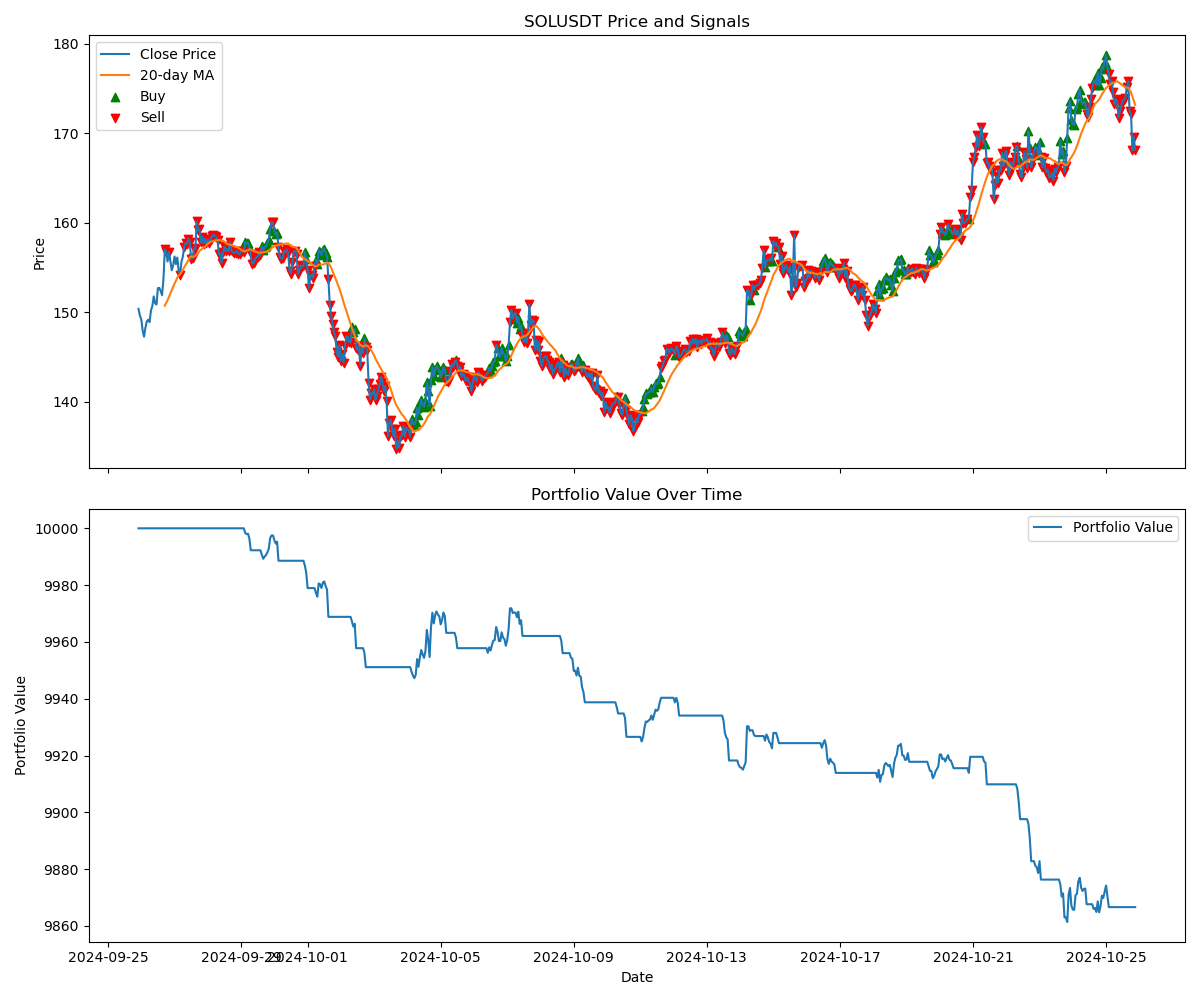 SOLUSDT Price and Signals
180
170
160
150
140
Price
Close Price
20-day MA
Buy
Sell
Portfolio Value Over Time
10000
9980
9960
9940
9920
9900
9880
9860
Portfolio Value
Portfolio Value
2024-09-25
2024-09-29
2024-10-01
2024-10-05
2024-10-09
2024-10-13
2024-10-17
2024-10-21
2024-10-25
Date